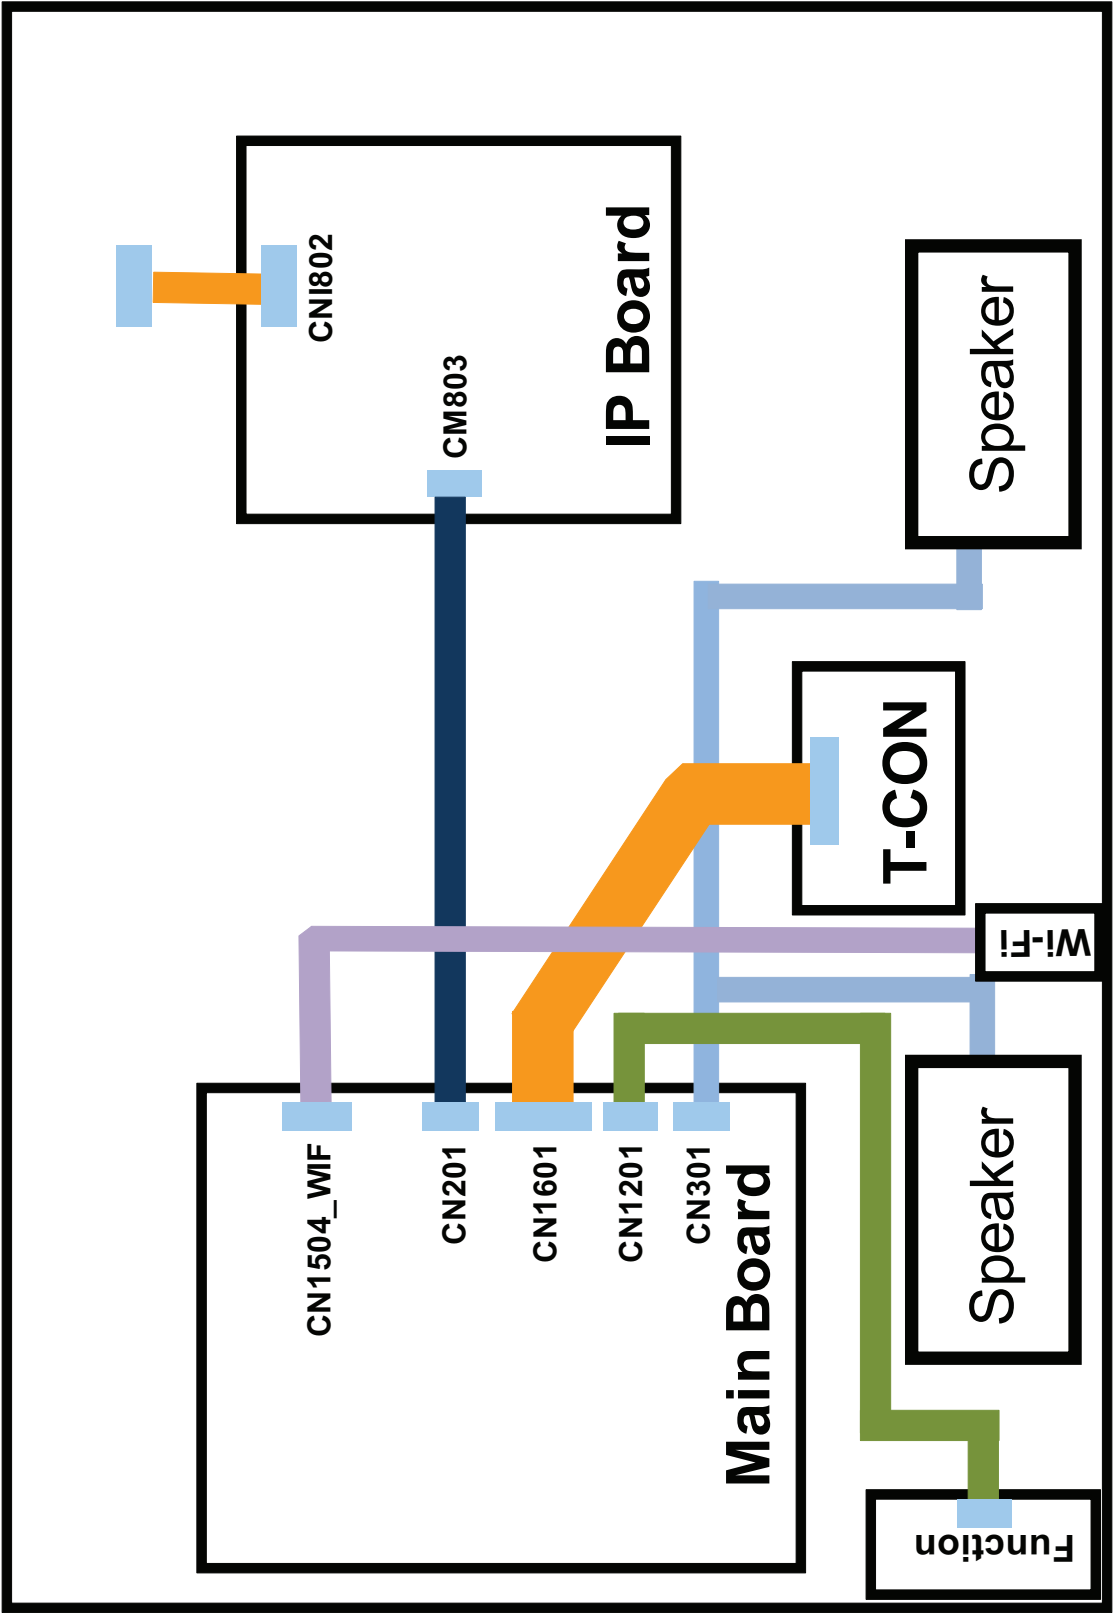 CNI802
CM803
IP Board
Speaker
T-CON
Wi-Fi
CN1504_WIF
CN201
CN1601
CN1201
CN301
Main Board
Speaker
Function